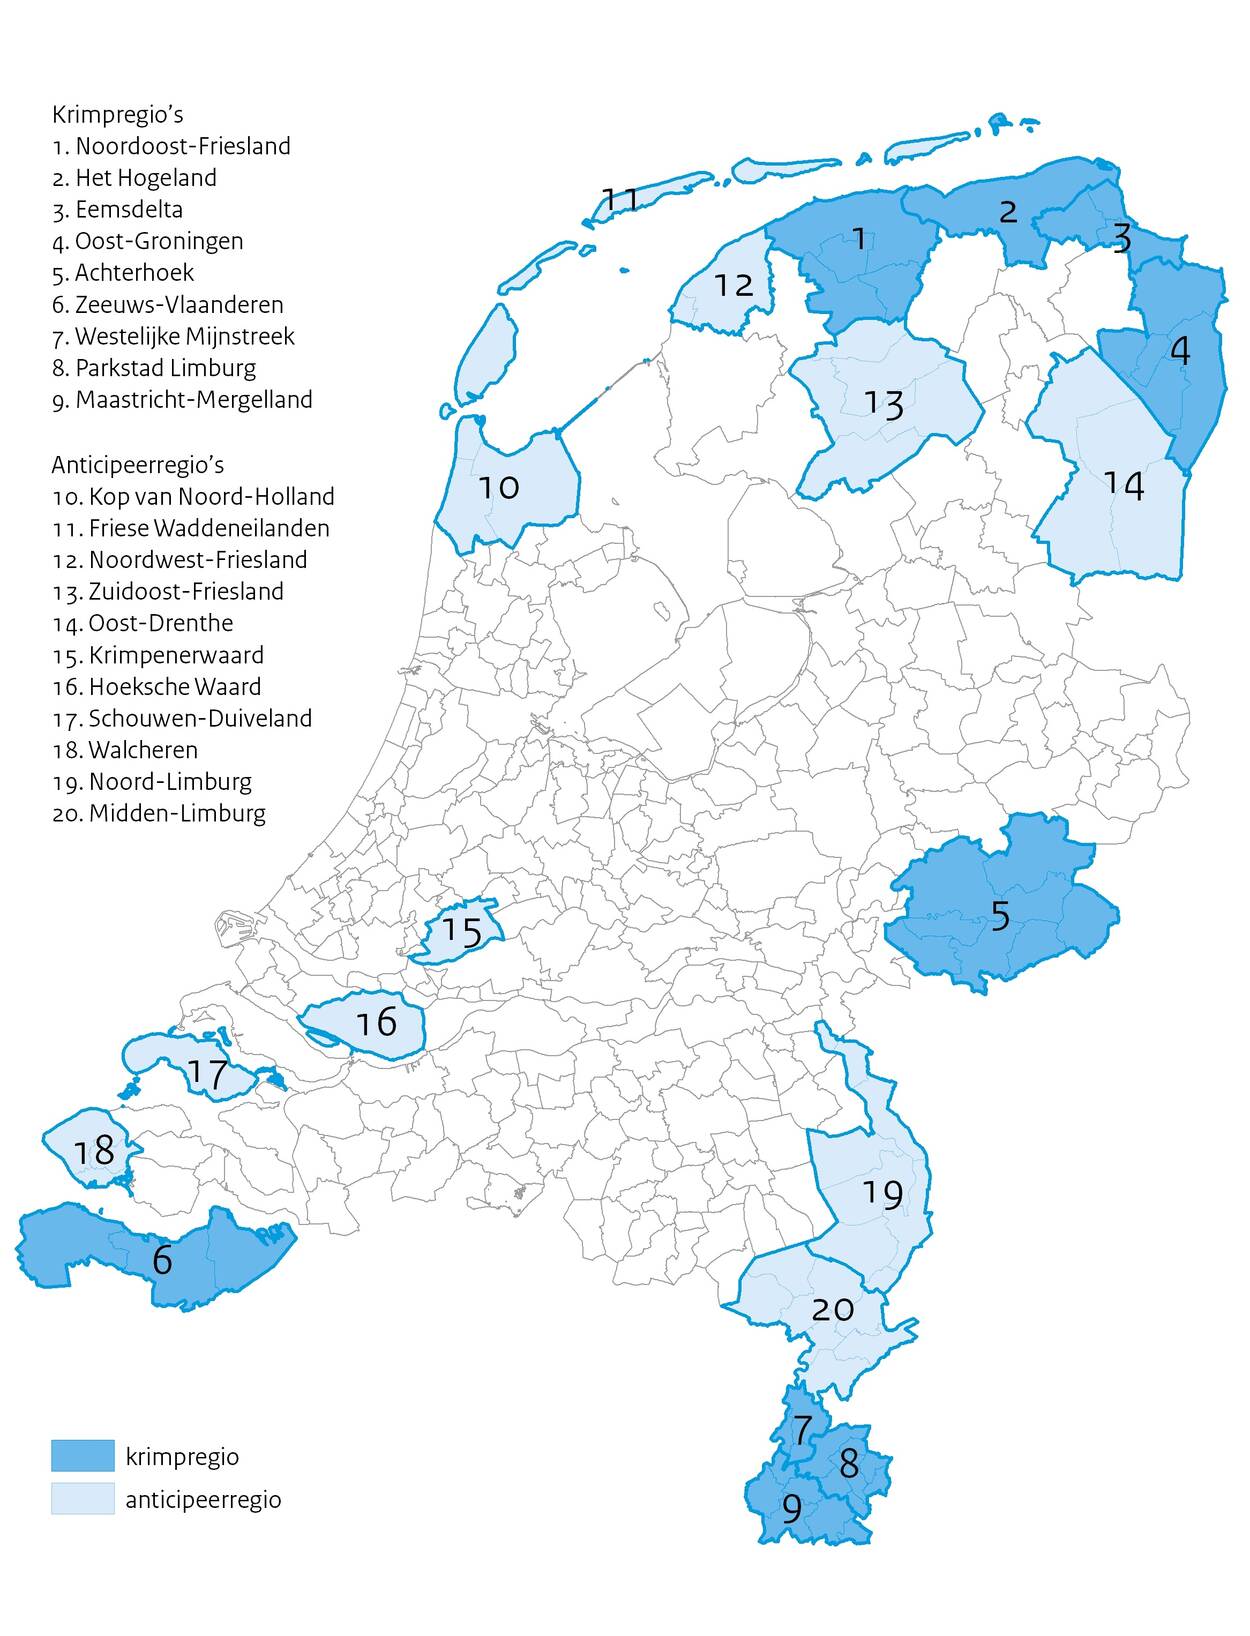 Krimpregio's
1. Noordoost-Friesland
2. Het Hogeland
3. Eemsdelta
4. Oost-Groningen
5. Achterhoek
6. Zeeuws-Vlaanderen
7. Westelijke Mijnstreek
8. Parkstad Limburg
9. Maastricht-Mergelland
Anticipeerregio's
10. Kop van Noord-Holland
11. Friese Waddeneilanden
12. Noordwest-Friesland
13. Zuidoost-Friesland
14. Oost-Drenthe
15. Krimpenerwaard
16. Hoeksche Waard
17. Schouwen-Duiveland
18. Walcheren
19. Noord-Limburg
20. Midden-Limburg
11
2
1
3
12
4
13
14
10
5
15
16
17
18
19
6
20
7
8
9
krimpregio
anticipeerregio